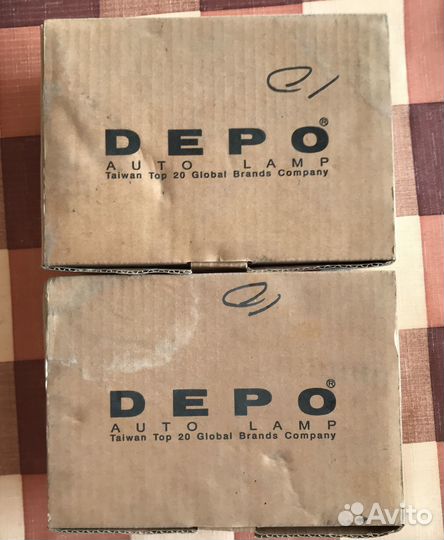 DEPO®
AUTO LAMP
Taiwan Top 20 Global Brands Company
DEPO®
AUTO LAMP
Taiwan Top 20 Global Brands Company
Avito